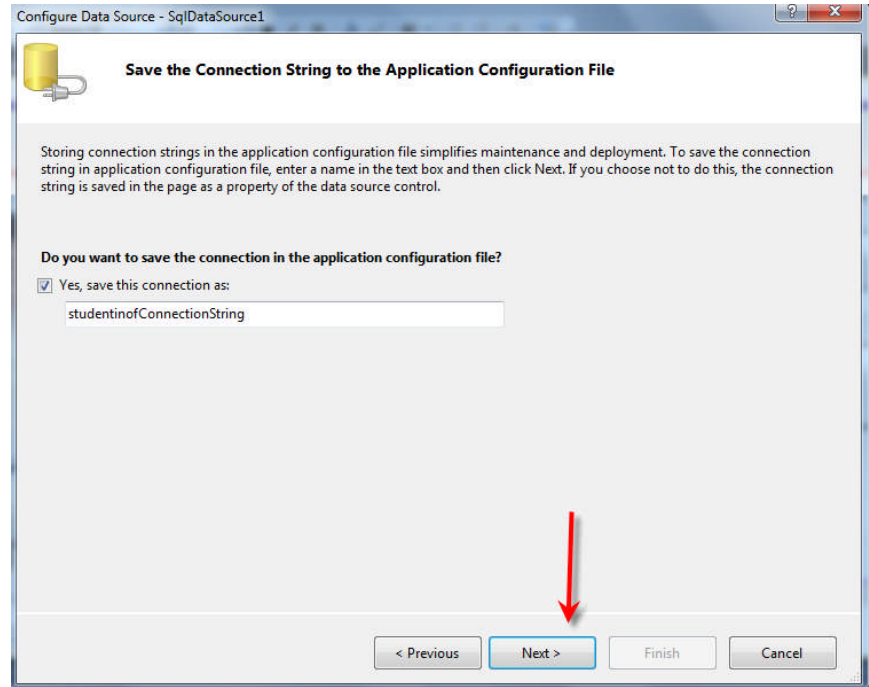 Configure Data Source - SqlDataSource1
? X
Save the Connection String to the Application Configuration File
Storing connection strings in the application configuration file simplifies maintenance and deployment. To save the connection
string in application configuration file, enter a name in the text box and then click Next. If you choose not to do this, the connection
string is saved in the page as a property of the data source control.
Do you want to save the connection in the application configuration file?
Yes, save this connection as:
studentinofConnectionString
< Previous Next > Finish Cancel